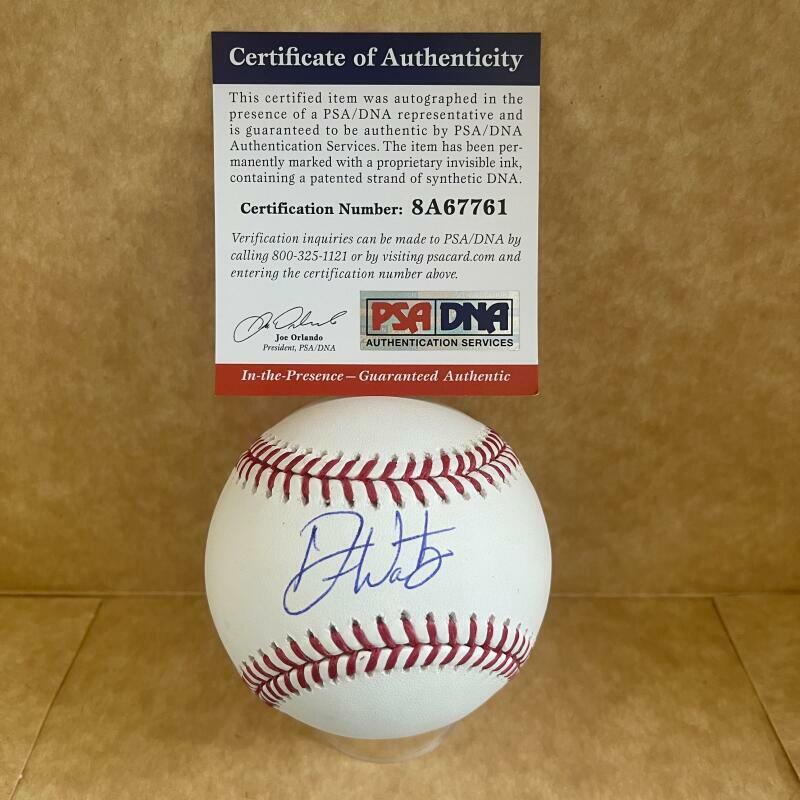 Certificate of Authenticity
This certified item was autographed in the
presence of a PSA/DNA representative and
is guaranteed to be authentic by PSA/DNA
Authentication Services. The item has been per-
manently marked with a proprietary invisible ink,
containing a patented strand of synthetic DNA.
Certification Number: 8A67761
Verification inquiries can be made to PSA/DNA by
calling 800-325-1121 or by visiting psacard.com and
entering the certification number above.
Joe Orlando
President, PSA/DNA
PSA DNA
AUTHENTICATION SERVICES
In-the-Presence – Guaranteed Authentic